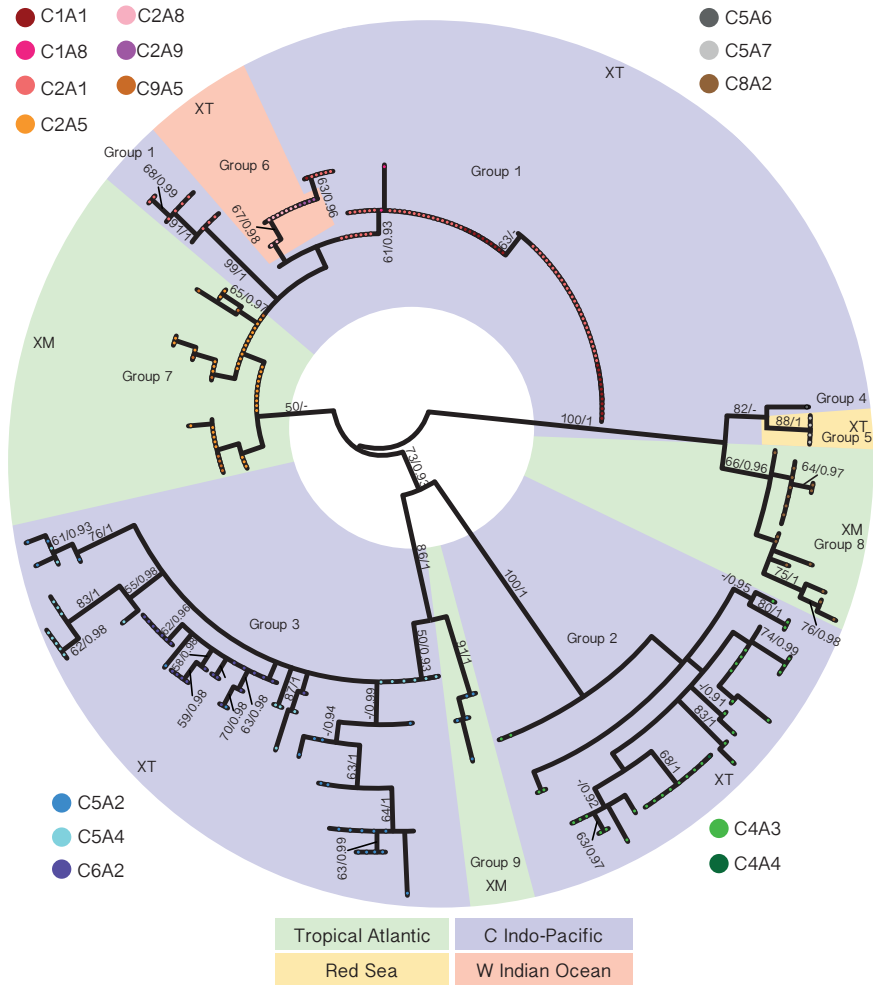 C1A1
C2A8
C1A8
C2A9
C2A1
C9A5
C2A5
C5A6
C5A7
C8A2
XT
XT
Group 1
Group 6
Group 1
68/0.99
91/1
67/0.98
63/0.96
61/0.93
63/-
99/1
65/0.97
XM
Group 7
50/-
100/1
82/-
88/1
Group 4
XT
Group 5
66/0.96
64/0.97
XM
Group 8
75/1
76/0.98
73/0.93
86/1
100/1
-/0.95
80/1
74/0.99
Group 2
-/0.91
83/1
68/1
XT
-/0.92
63/0.97
61/0.93
76/1
83/1
55/0.98
62/0.98
62/0.96
58/0.98
59/0.98
70/0.98
63/0.98
87/1
Group 3
50/0.93
91/1
-/0.99
-/0.94
63/1
64/1
63/0.99
XT
Group 9
XM
C5A2
C5A4
C6A2
C4A3
C4A4
Tropical Atlantic
C Indo-Pacific
Red Sea
W Indian Ocean